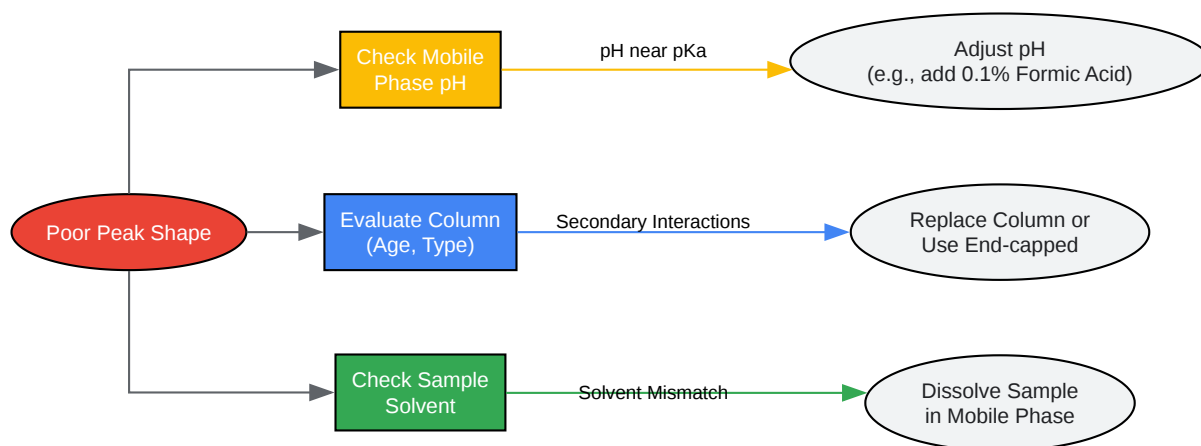 Check Mobile
Phase pH
pH near pKa
Adjust pH
(e.g., add 0.1% Formic Acid)
Poor Peak Shape
Evaluate Column
(Age, Type)
Secondary Interactions
Replace Column or
Use End-capped
Check Sample
Solvent
Solvent Mismatch
Dissolve Sample
in Mobile Phase